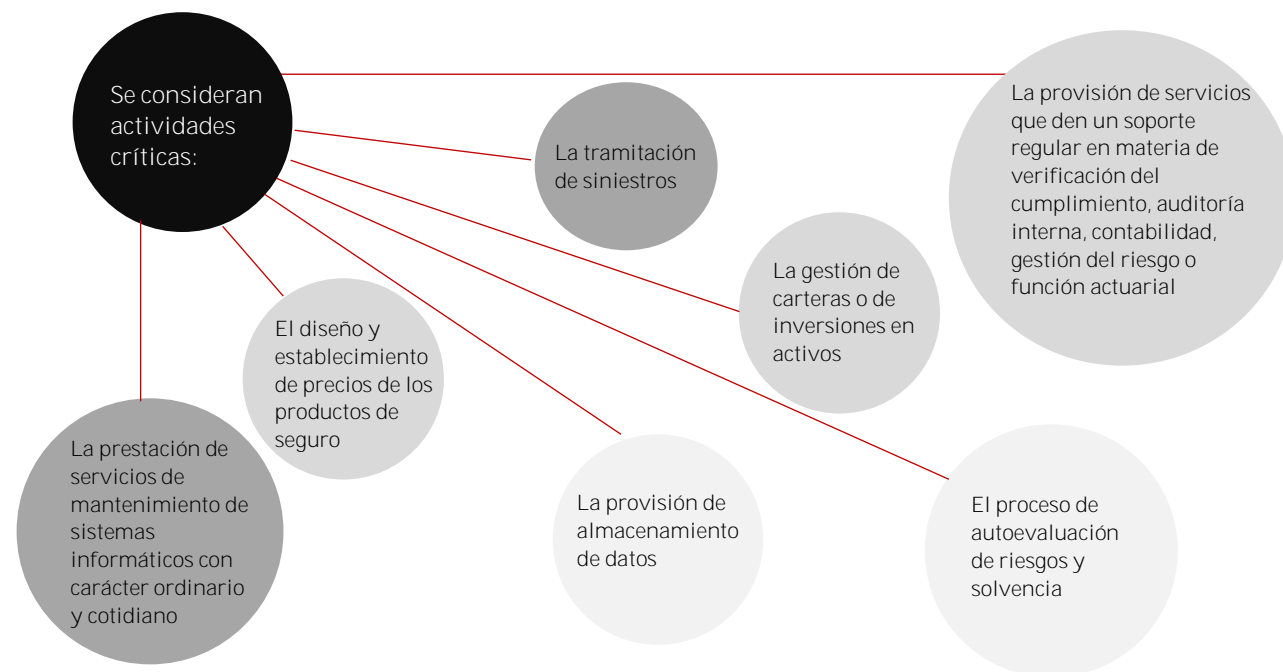 Se consideran
actividades
críticas:
La tramitación
de siniestros
La provisión de servicios
que den un soporte
regular en materia de
verificación del
cumplimiento, auditoría
interna, contabilidad,
gestión del riesgo o
función actuarial
La gestión de
carteras o de
inversiones en
activos
El diseño y
establecimiento
de precios de los
productos de
seguro
La prestación de
servicios de
mantenimiento de
sistemas
informáticos con
carácter ordinario
y cotidiano
La provisión de
almacenamiento
de datos
El proceso de
autoevaluación
de riesgos y
solvencia